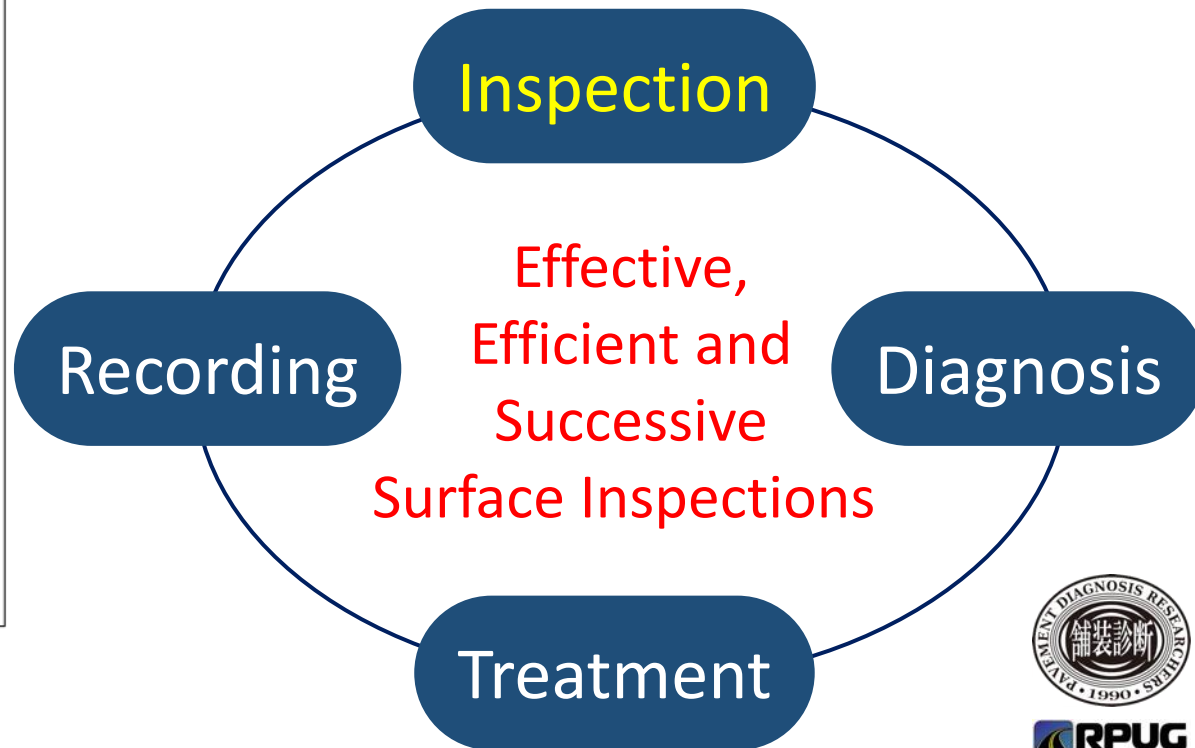 Inspection
Effective,
Efficient and
Successive
Surface Inspections
Recording
Diagnosis
Treatment
PAVEMENT DIAGNOSIS RESEARCHERS
舗装診断
• 1990 •
RPUG